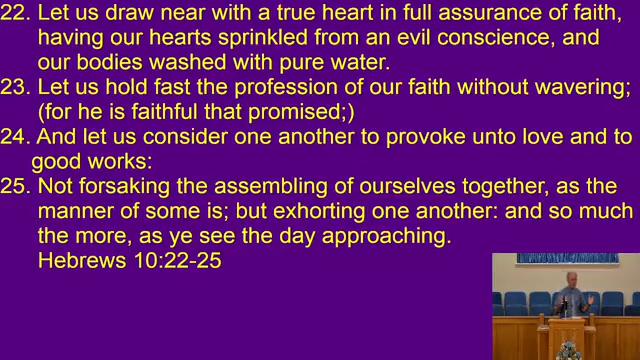 22. Let us draw near with a true heart in full assurance of faith,
having our hearts sprinkled from an evil conscience, and
our bodies washed with pure water.
23. Let us hold fast the profession of our faith without wavering;
(for he is faithful that promised;)
24. And let us consider one another to provoke unto love and to
good works:
25. Not forsaking the assembling of ourselves together, as the
manner of some is; but exhorting one another: and so much
the more, as ye see the day approaching.
Hebrews 10:22-25